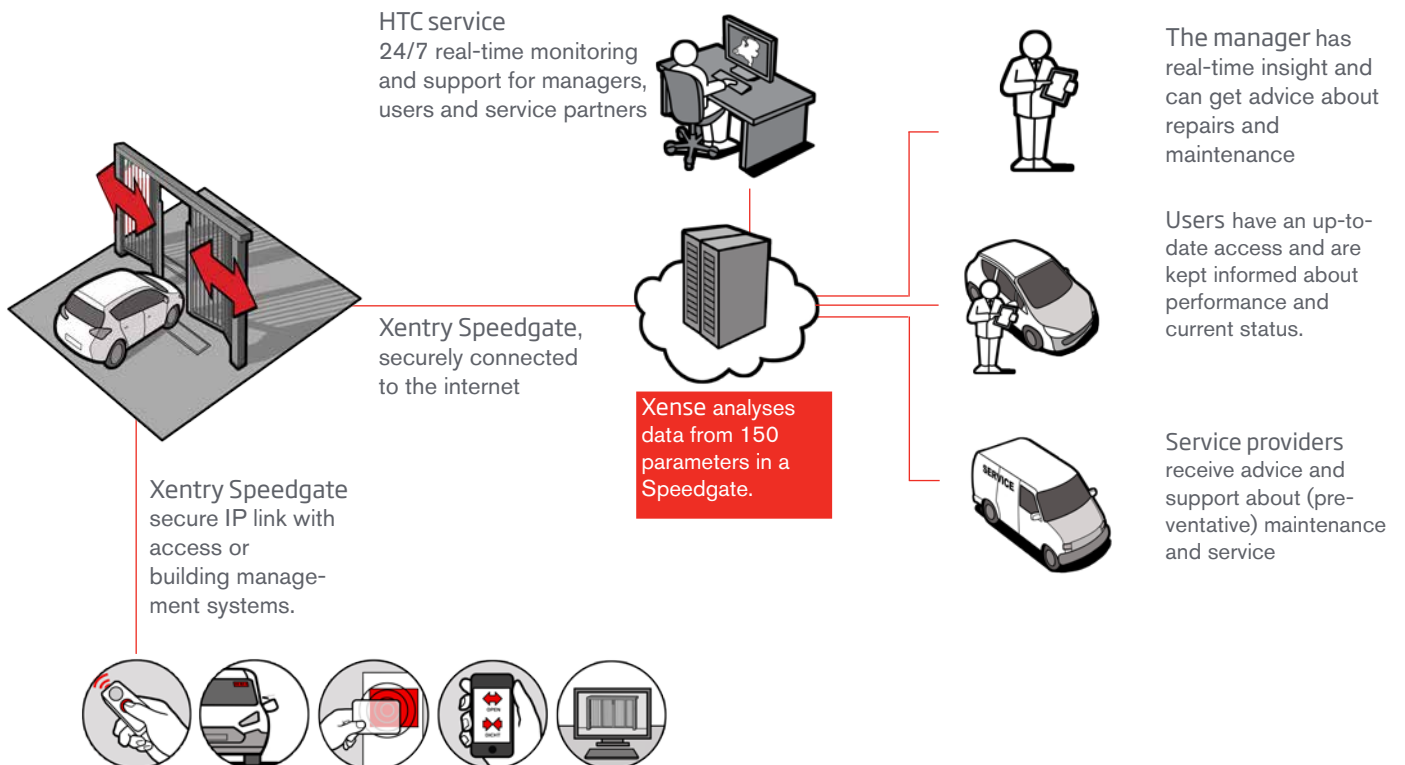 HTC service
24/7 real-time monitoring
and support for managers,
users and service partners
The manager has
real-time insight and
can get advice about
repairs and
maintenance
Users have an up-to-
date access and are
kept informed about
performance and
current status.
Xentry Speedgate,
securely connected
to the internet
Xense analyses
data from 150
parameters in a
Speedgate.
SERVICE
Service providers
receive advice and
support about (pre-
ventative) maintenance
and service
Xentry Speedgate
secure IP link with
access or
building manage-
ment systems.
OPEN
DICHT